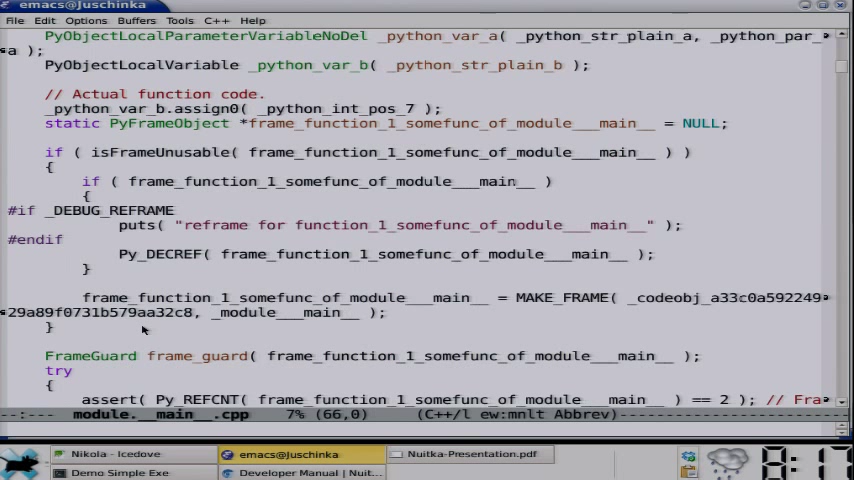 emacs@Juschinka
File Edit Options Buffers Tools C++ Help
PyObjectLocalParameterVariableNoDel _python_var_a( _python_str_plain_a, _python_par_
a );
PyObjectLocalVariable _python_var_b( _python_str_plain_b );
// Actual function code.
_python_var_b.assign0( _python_int_pos_7 );
static PyFrameObject *frame_function_1_somefunc_of_module___main__ = NULL;
if ( isFrameUnusable( frame_function_1_somefunc_of_module___main__ ) )
{
if ( frame_function_1_somefunc_of_module___main__ )
{
#if _DEBUG_REFRAME
puts( "reframe for function_1_somefunc_of_module___main__" );
#endif
Py_DECREF( frame_function_1_somefunc_of_module___main__ );
}
frame_function_1_somefunc_of_module___main__ = MAKE_FRAME( _codeobj_a33c0a592249
29a89f0731b579aa32c8, _module___main__ );
}
FrameGuard frame_guard( frame_function_1_somefunc_of_module___main__ );
try
{
assert( Py_REFCNT( frame_function_1_somefunc_of_module___main__ ) == 2 ); // Fra
--:--- module.__main__.cpp 7% (66,0) (C++/l ew:mnlt Abbrev)
Nikola - Icedove emacs@Juschinka Nuitka-Presentation.pdf
Demo Simple Exe Developer Manual | Nuit...
8:17